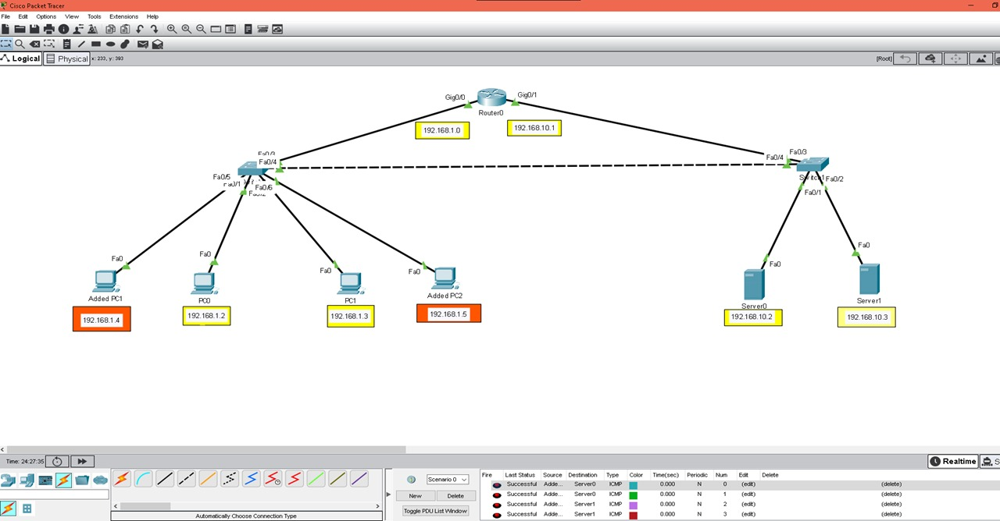 Cisco Packet Tracer
File Edit Options View Tools Extensions Help
Logical Physical x: 233, y: 393 [Root]
Gig0/0 Gig0/1
Router0
192.168.1.0 192.168.10.1
Fa0/3 Fa0/4
Fa0/4 Fa0/3
Fa0/5 Fa0/1 Fa0/6 Fa0/2
Switch1 Fa0/2
Fa0/1
Fa0 Fa0 Fa0 Fa0 Fa0 Fa0
Added PC1 PC0 PC1 Added PC2 Server0 Server1
192.168.1.4 192.168.1.2 192.168.1.3 192.168.1.5 192.168.10.2 192.168.10.3
Time: 24:27:35 Realtime S
Scenario 0
New Delete
Toggle PDU List Window
Automatically Choose Connection Type
Fire Last Status Source Destination Type Color Time(sec) Periodic Num Edit Delete
Successful Adde... Server0 ICMP 0.000 N 0 (edit) (delete)
Successful Adde... Server0 ICMP 0.000 N 1 (edit) (delete)
Successful Adde... Server1 ICMP 0.000 N 2 (edit) (delete)
Successful Adde... Server1 ICMP 0.000 N 3 (edit) (delete)